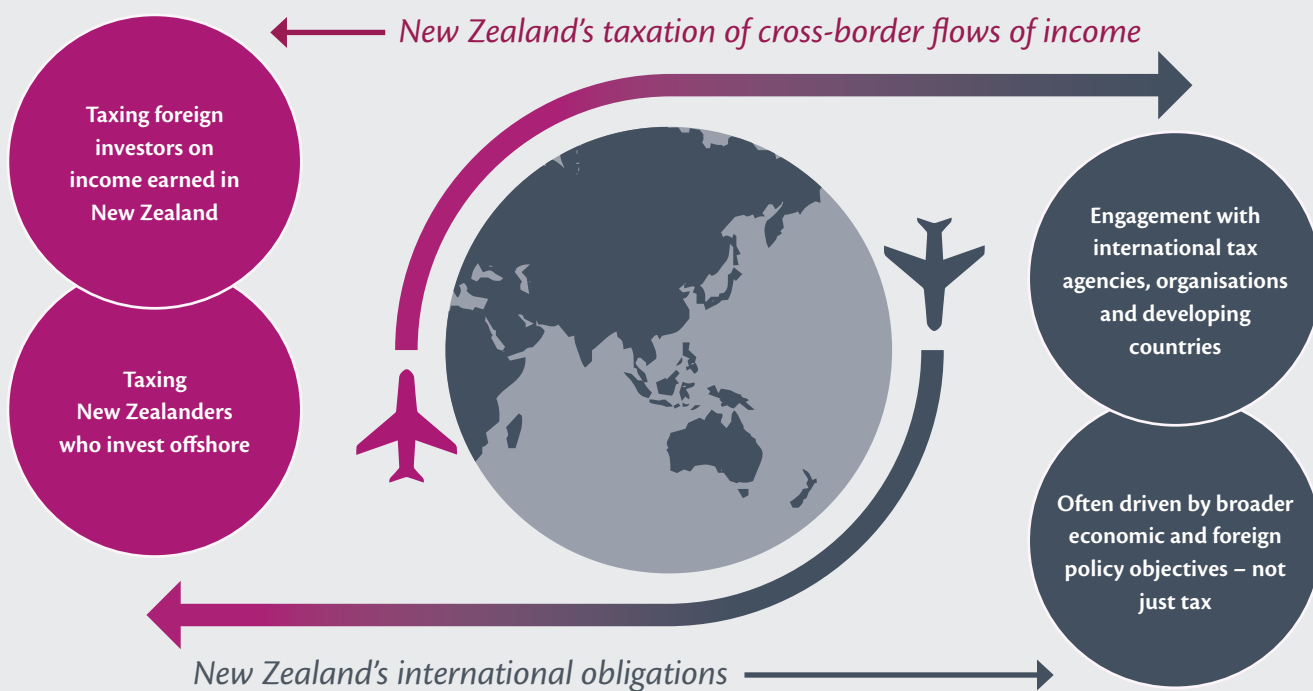 New Zealand's taxation of cross-border flows of income
Taxing foreign
investors on
income earned in
New Zealand
Taxing
New Zealanders
who invest offshore
Engagement with
international tax
agencies, organisations
and developing
countries
Often driven by broader
economic and foreign
policy objectives – not
just tax
New Zealand's international obligations